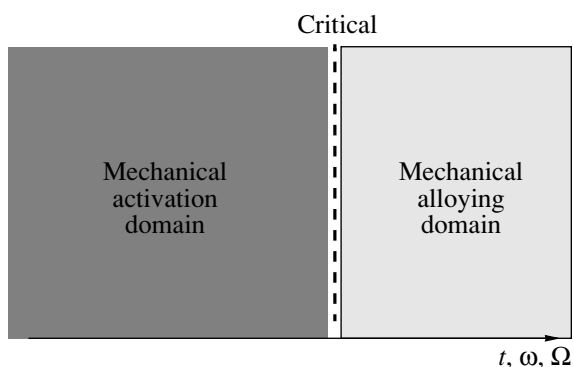 Critical
Mechanical
activation
domain
Mechanical
alloying
domain
t, ω, Ω